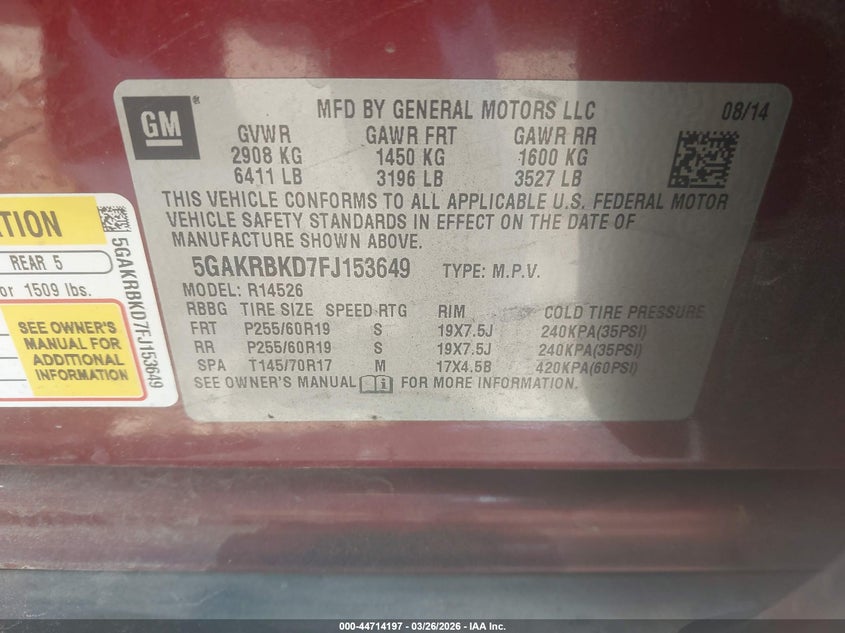 GM ®
MFD BY GENERAL MOTORS LLC 08/14
GVWR GAWR FRT GAWR RR
2908 KG 1450 KG 1600 KG
6411 LB 3196 LB 3527 LB
THIS VEHICLE CONFORMS TO ALL APPLICABLE U.S. FEDERAL MOTOR
VEHICLE SAFETY STANDARDS IN EFFECT ON THE DATE OF
MANUFACTURE SHOWN ABOVE.
5GAKRBKD7FJ153649 TYPE: M.P.V.
MODEL: R14526
RBBG TIRE SIZE SPEED RTG RIM COLD TIRE PRESSURE
FRT P255/60R19 S 19X7.5J 240KPA(35PSI)
RR P255/60R19 S 19X7.5J 240KPA(35PSI)
SPA T145/70R17 M 17X4.5B 420KPA(60PSI)
SEE OWNER'S MANUAL FOR MORE INFORMATION.
TION
REAR 5
or 1509 lbs.
SEE OWNER'S
MANUAL FOR
ADDITIONAL
INFORMATION
5GAKRBKD7FJ153649
000-44714197 - 03/26/2026 - IAA Inc.